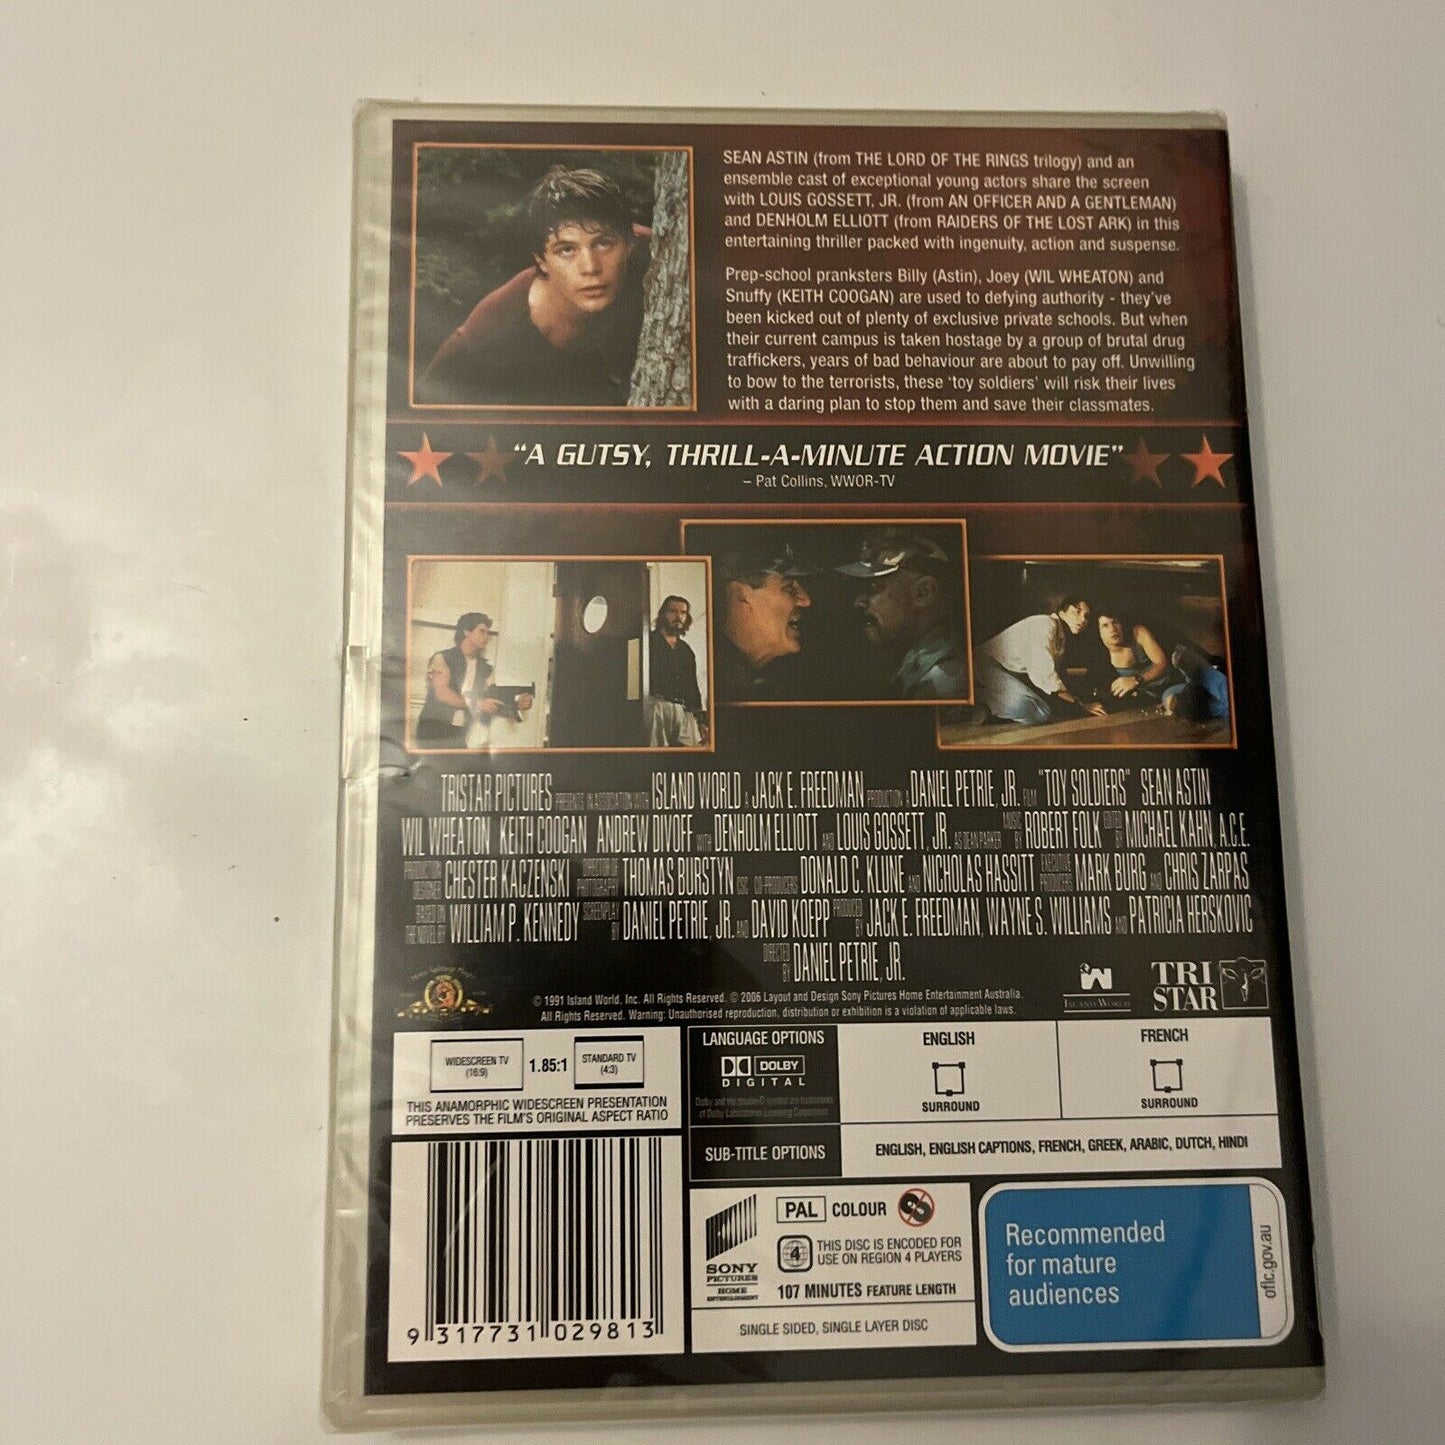 SEAN ASTIN (from THE LORD OF THE RINGS trilogy) and an
ensemble cast of exceptional young actors share the screen
with LOUIS GOSSETT, JR. (from AN OFFICER AND A GENTLEMAN)
and DENHOLM ELLIOTT (from RAIDERS OF THE LOST ARK) in this
entertaining thriller packed with ingenuity, action and suspense.
Prep-school pranksters Billy (Astin), Joey (WIL WHEATON) and
Snuffy (KEITH COOGAN) are used to defying authority - they've
been kicked out of plenty of exclusive private schools. But when
their current campus is taken hostage by a group of brutal drug
traffickers, years of bad behaviour are about to pay off. Unwilling
to bow to the terrorists, these 'toy soldiers' will risk their lives
with a daring plan to stop them and save their classmates.
"A GUTSY, THRILL-A-MINUTE ACTION MOVIE"
– Pat Collins, WWOR-TV
TRISTAR PICTURES PRESENTS IN ASSOCIATION WITH ISLAND WORLD A JACK E. FREEDMAN PRODUCTION A DANIEL PETRIE, JR. FILM "TOY SOLDIERS" SEAN ASTIN
WIL WHEATON KEITH COOGAN ANDREW DIVOFF WITH DENHOLM ELLIOTT AND LOUIS GOSSETT, JR. AS DEAN PARKER MUSIC BY ROBERT FOLK EDITED BY MICHAEL KAHN, A.C.E.
PRODUCTION DESIGNER CHESTER KACZENSKI DIRECTOR OF PHOTOGRAPHY THOMAS BURSTYN CSC CO-PRODUCERS DONALD C. KLUNE AND NICHOLAS HASSITT EXECUTIVE PRODUCERS MARK BURG AND CHRIS ZARPAS
BASED ON THE NOVEL BY WILLIAM P. KENNEDY SCREENPLAY BY DANIEL PETRIE, JR. AND DAVID KOEPP PRODUCED BY JACK E. FREEDMAN, WAYNE S. WILLIAMS AND PATRICIA HERSKOVIC
DIRECTED BY DANIEL PETRIE, JR.
© 1991 Island World, Inc. All Rights Reserved. © 2006 Layout and Design Sony Pictures Home Entertainment Australia.
All Rights Reserved. Warning: Unauthorised reproduction, distribution or exhibition is a violation of applicable laws.
ISLAND WORLD
TRI
STAR
WIDESCREEN TV
(16:9)
1.85:1
STANDARD TV
(4:3)
THIS ANAMORPHIC WIDESCREEN PRESENTATION
PRESERVES THE FILM'S ORIGINAL ASPECT RATIO
LANGUAGE OPTIONS
DOLBY
DIGITAL
Dolby and the double-D symbol are trademarks
of Dolby Laboratories Licensing Corporation.
ENGLISH
SURROUND
FRENCH
SURROUND
SUB-TITLE OPTIONS
ENGLISH, ENGLISH CAPTIONS, FRENCH, GREEK, ARABIC, DUTCH, HINDI
9 317731 029813
SONY
PICTURES
HOME
ENTERTAINMENT
PAL COLOUR
4
THIS DISC IS ENCODED FOR
USE ON REGION 4 PLAYERS
107 MINUTES FEATURE LENGTH
SINGLE SIDED, SINGLE LAYER DISC
Recommended
for mature
audiences
oflc.gov.au